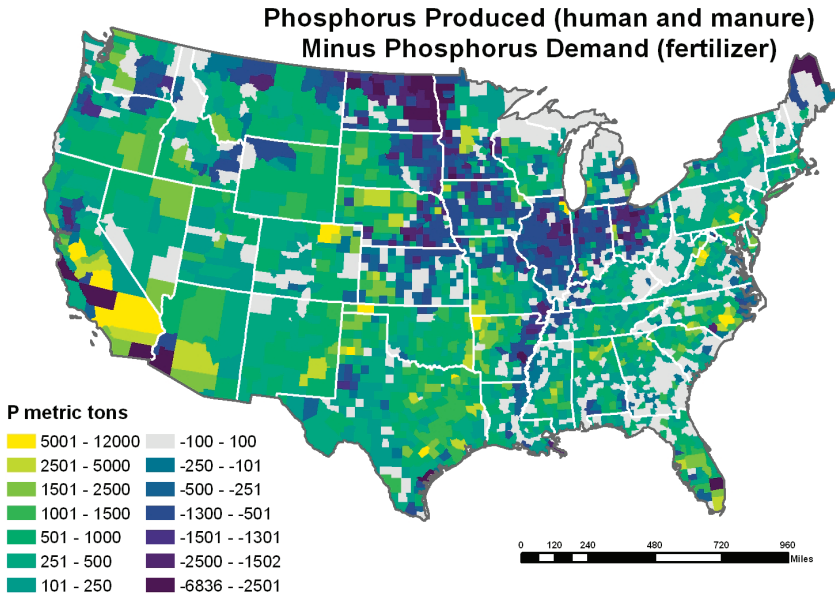 Phosphorus Produced (human and manure)
Minus Phosphorus Demand (fertilizer)
P metric tons
5001 - 12000
2501 - 5000
1501 - 2500
1001 - 1500
501 - 1000
251 - 500
101 - 250
-100 - 100
-250 - -101
-500 - -251
-1300 - -501
-1501 - -1301
-2500 - -1502
-6836 - -2501
0 120 240 480 720 960
Miles